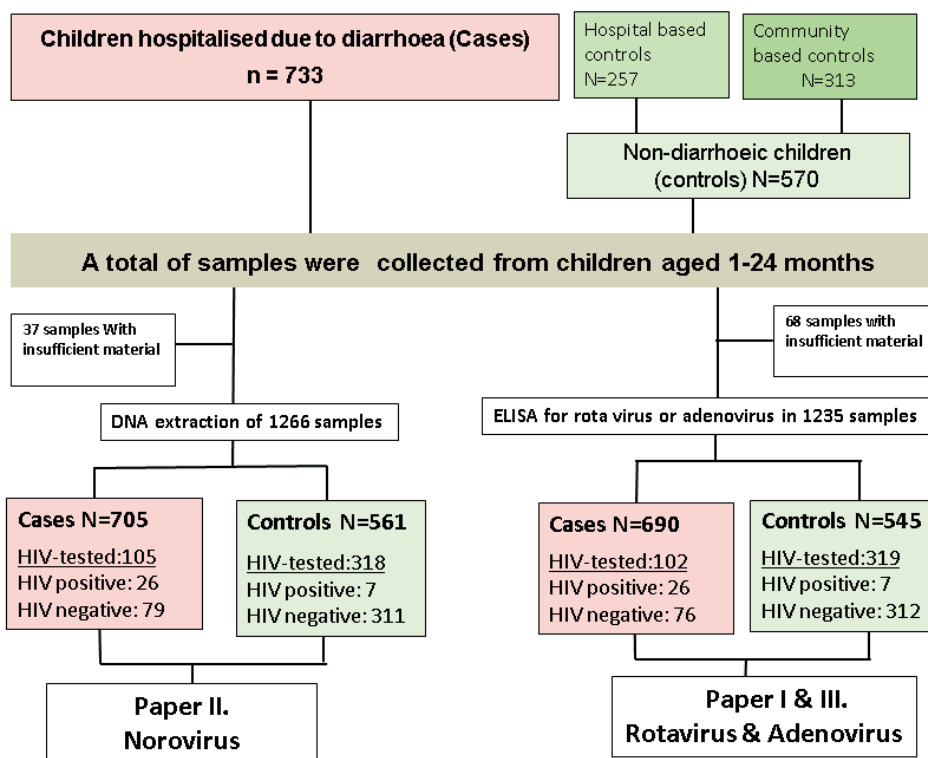 Children hospitalised due to diarrhoea (Cases)
n = 733
Hospital based
controls
N=257
Community
based controls
N=313
Non-diarrhoeic children
(controls) N=570
A total of samples were collected from children aged 1-24 months
37 samples With
insufficient material
68 samples with
insufficient material
DNA extraction of 1266 samples
ELISA for rota virus or adenovirus in 1235 samples
Cases N=705
HIV-tested:105
HIV positive: 26
HIV negative: 79
Controls N=561
HIV-tested:318
HIV positive: 7
HIV negative: 311
Cases N=690
HIV-tested:102
HIV positive: 26
HIV negative: 76
Controls N=545
HIV-tested:319
HIV positive: 7
HIV negative: 312
Paper II.
Norovirus
Paper I & III.
Rotavirus & Adenovirus